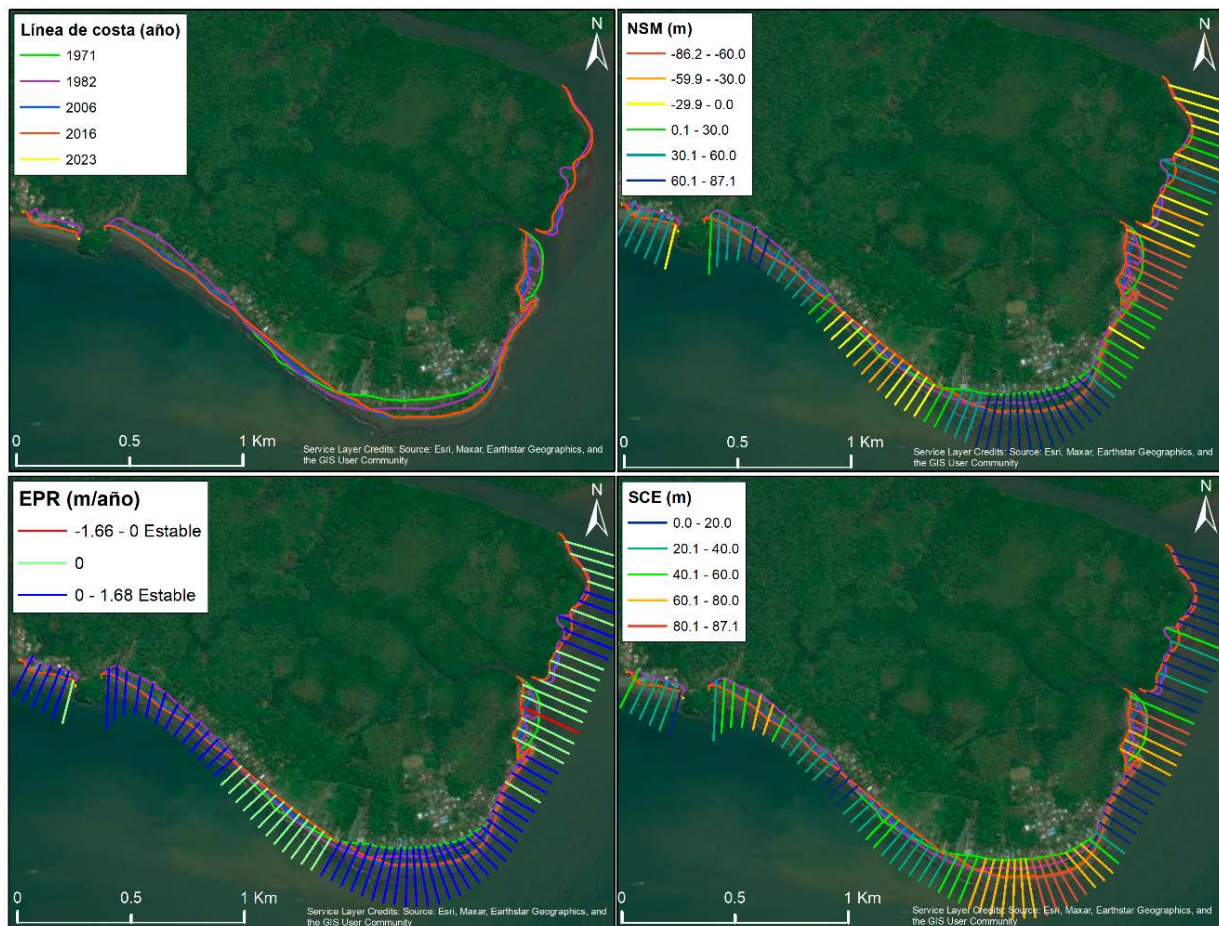 Línea de costa (año)
1971
1982
2006
2016
2023
N
0 0.5 1 Km
Service Layer Credits: Source: Esri, Maxar, Earthstar Geographics, and
the GIS User Community
NSM (m)
-86.2 - -60.0
-59.9 - -30.0
-29.9 - 0.0
0.1 - 30.0
30.1 - 60.0
60.1 - 87.1
N
0 0.5 1 Km
Service Layer Credits: Source: Esri, Maxar, Earthstar Geographics, and
the GIS User Community
EPR (m/año)
-1.66 - 0 Estable
0
0 - 1.68 Estable
N
0 0.5 1 Km
Service Layer Credits: Source: Esri, Maxar, Earthstar Geographics, and
the GIS User Community
SCE (m)
0.0 - 20.0
20.1 - 40.0
40.1 - 60.0
60.1 - 80.0
80.1 - 87.1
N
0 0.5 1 Km
Service Layer Credits: Source: Esri, Maxar, Earthstar Geographics, and
the GIS User Community